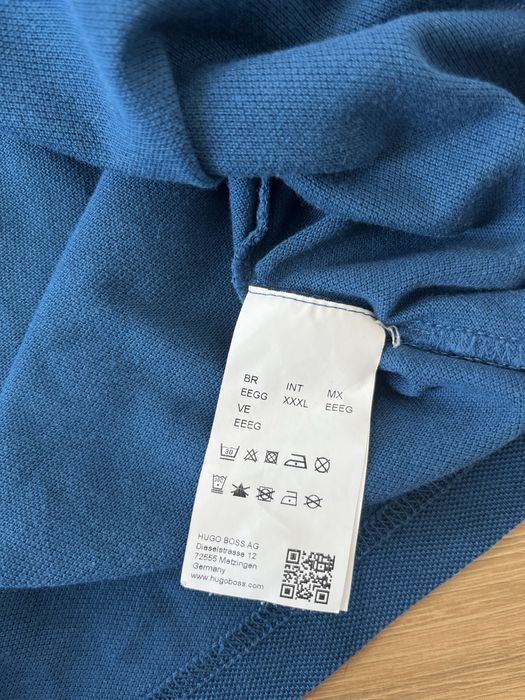 BR INT MX
EEGG XXXL EEEG
VE
EEEG
30
HUGO BOSS AG
Dieselstrasse 12
72555 Metzingen
Germany
www.hugoboss.com